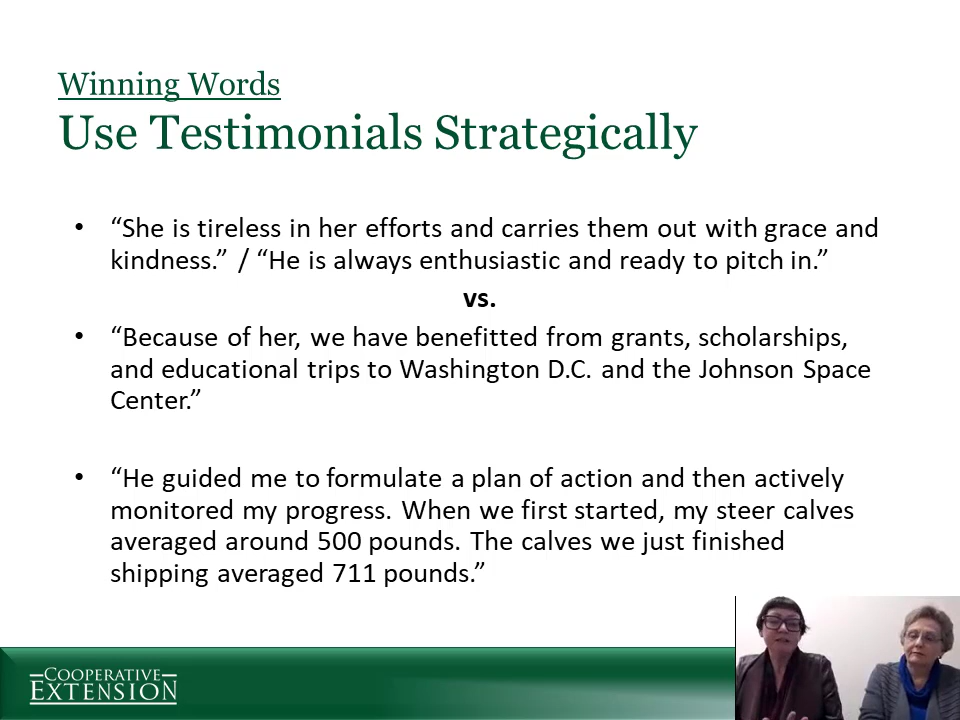 Winning Words
Use Testimonials Strategically
• “She is tireless in her efforts and carries them out with grace and
kindness.” / “He is always enthusiastic and ready to pitch in.”
vs.
• “Because of her, we have benefitted from grants, scholarships,
and educational trips to Washington D.C. and the Johnson Space
Center.”
• “He guided me to formulate a plan of action and then actively
monitored my progress. When we first started, my steer calves
averaged around 500 pounds. The calves we just finished
shipping averaged 711 pounds.”
COOPERATIVE
EXTENSION